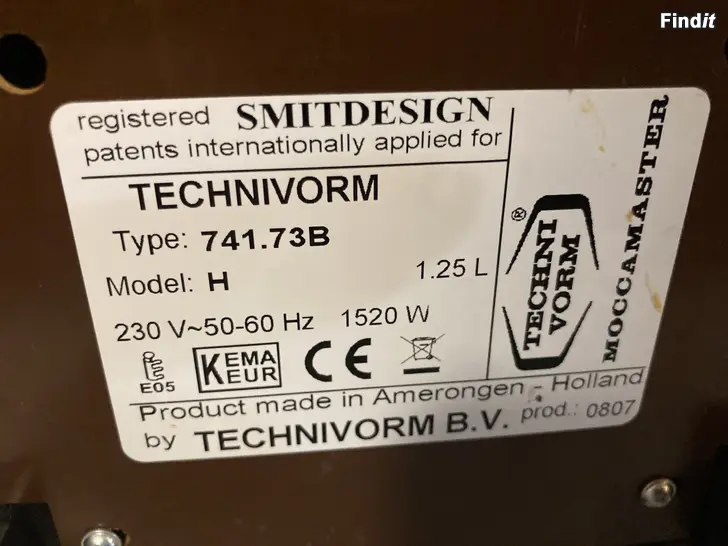 Findit
registered SMITDESIGN
patents internationally applied for
TECHNIVORM
Type: 741.73B
Model: H 1.25 L
230 V~50-60 Hz 1520 W
E05
KEMA
KEUR
CE
Product made in Amerongen - Holland
by TECHNIVORM B.V. prod.: 0807
®
TECHNI
VORM
MOCCAMASTER